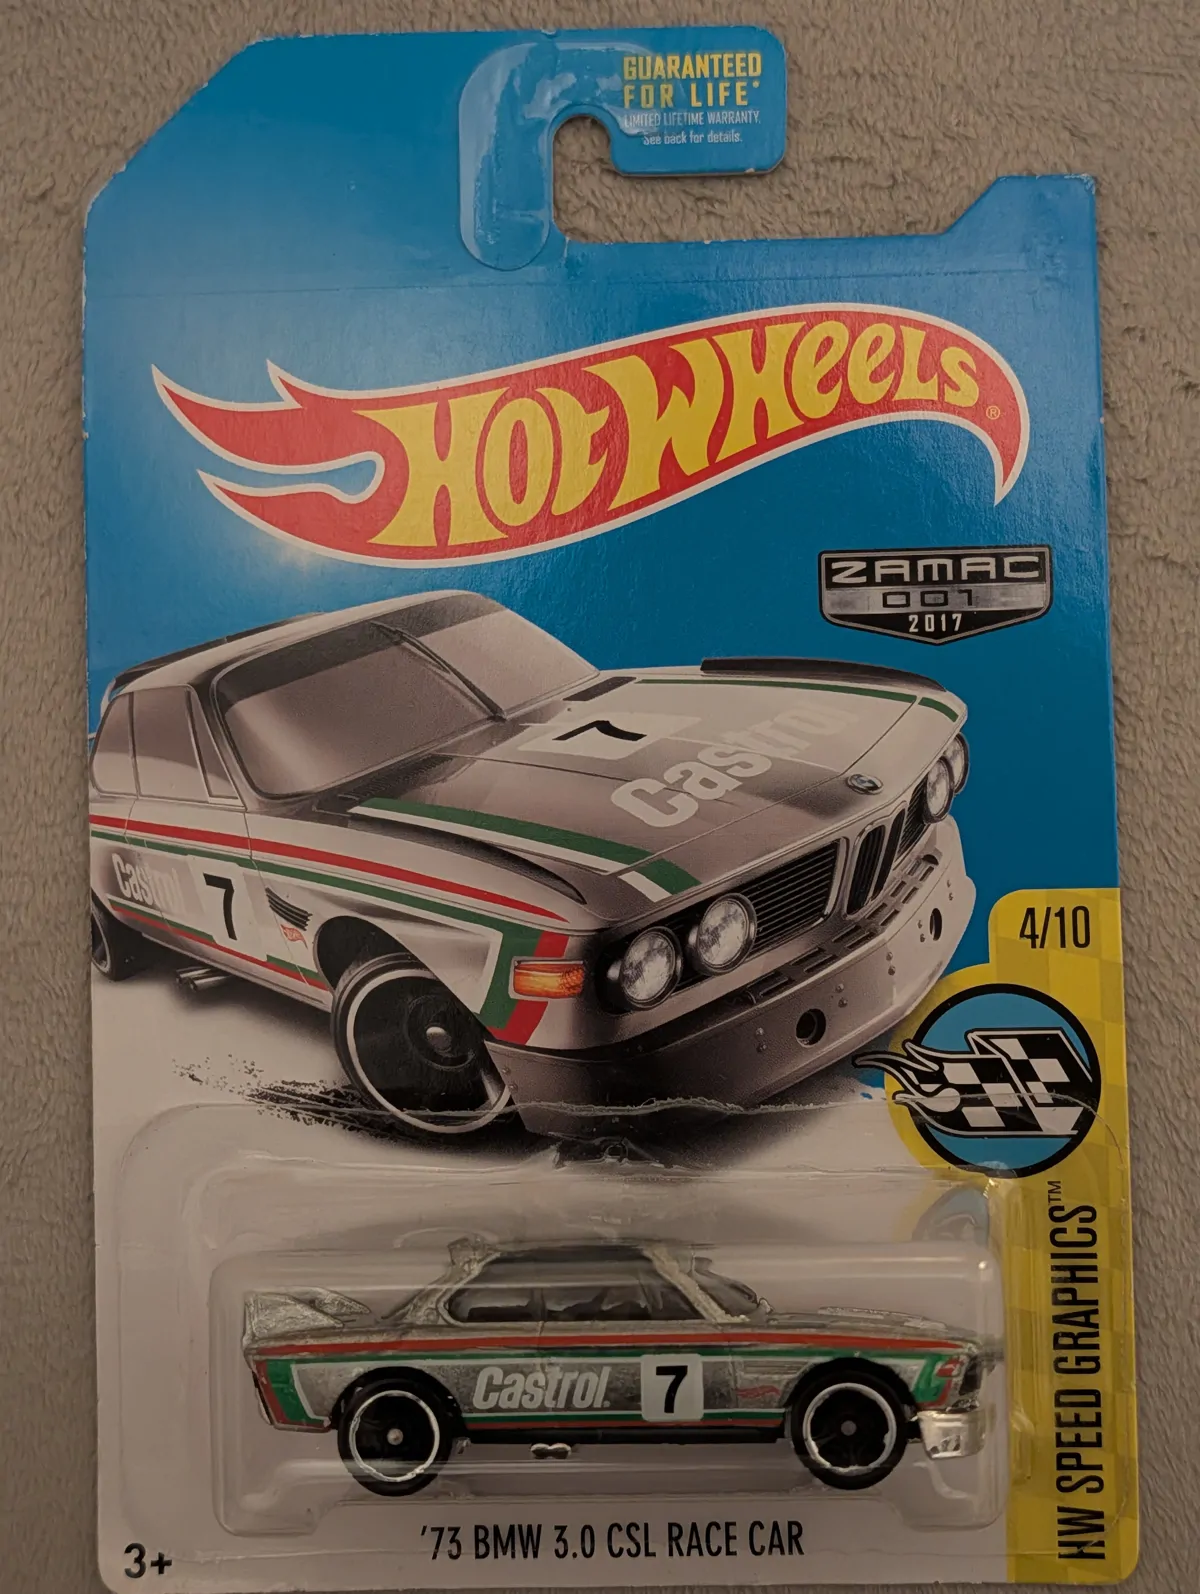 GUARANTEED
FOR LIFE*
LIMITED LIFETIME WARRANTY.
See back for details.
HOT WHEELS®
ZAMAC
001
2017
7
Castrol
Castrol
7
4/10
HW SPEED GRAPHICS™
Castrol
7
'73 BMW 3.0 CSL RACE CAR
3+